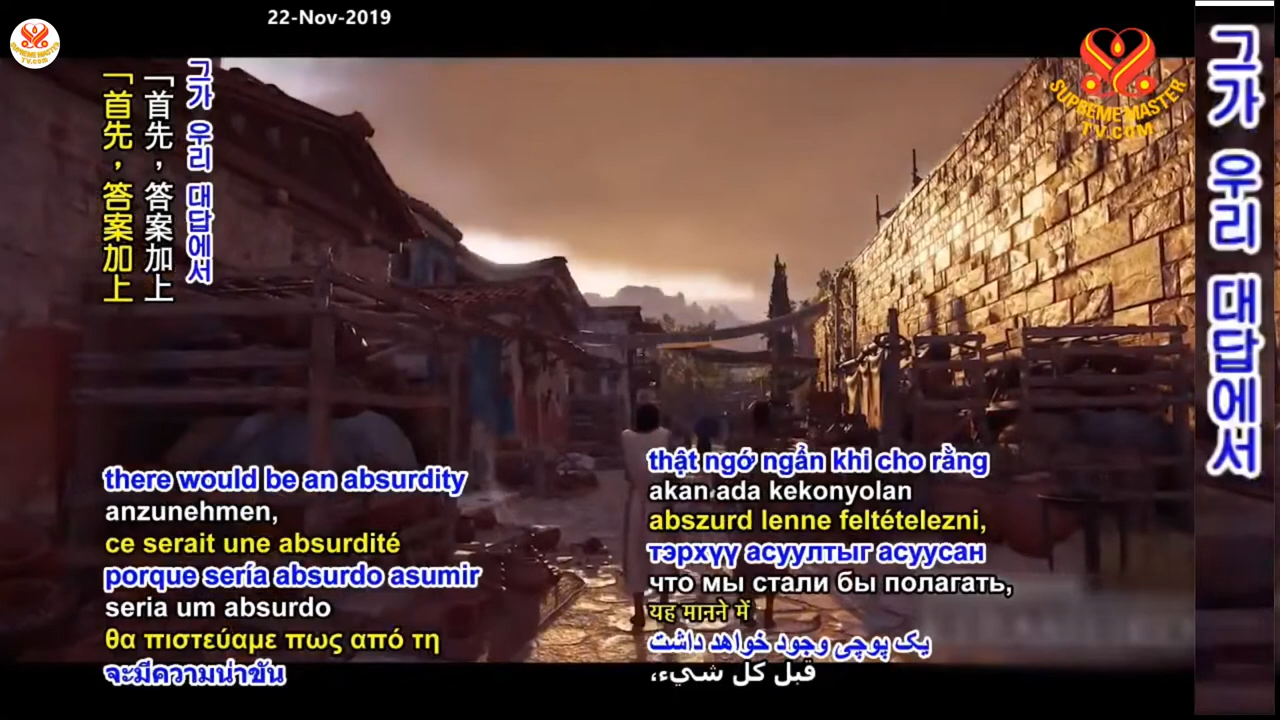 22-Nov-2019
SUPREME MASTER
TV.COM
SUPREME MASTER
TV.COM
그가 우리 대답에서
「首先，答案加上
「首先，答案加上
그가 우리 대답에서
there would be an absurdity
anzunehmen,
ce serait une absurdité
porque sería absurdo asumir
seria um absurdo
θα πιστεύαμε πως από τη
จะมีความน่าขัน
thật ngớ ngẩn khi cho rằng
akan ada kekonyolan
abszurd lenne feltételezni,
тэрхүү асуултыг асуусан
что мы стали бы полагать,
यह मानने में
یک پوچی وجود خواهد داشت
قبل كل شيء،